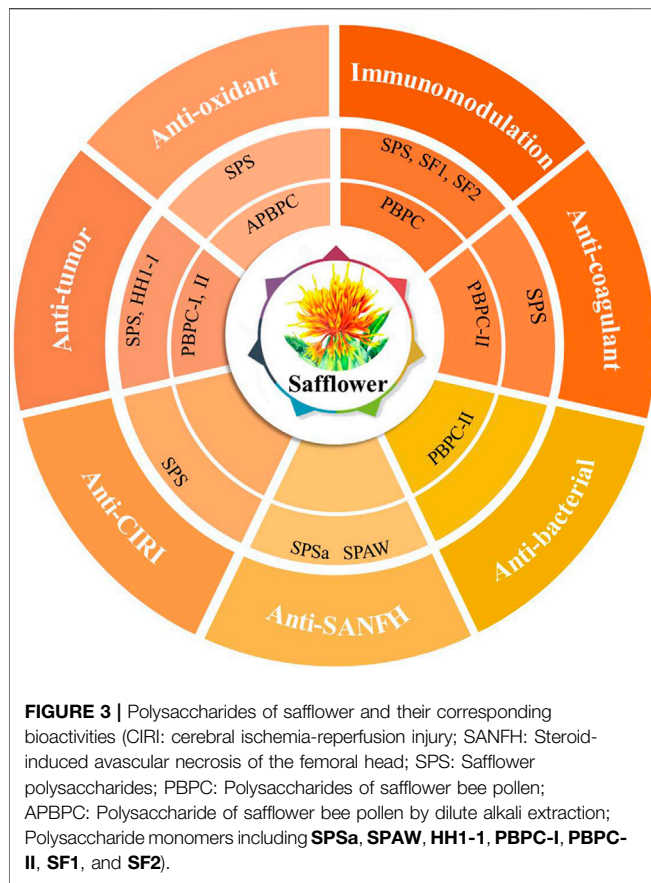 Anti-oxidant
Immunomodulation
Anti-tumor
Anti-coagulant
SPS
SPS, SF1, SF2
APBPC
PBPC
SPS, HH1-1
PBPC-I, II
PBPC-II
SPS
Safflower
SPS
PBPC-II
SPSa SPAW
Anti-CIRI
Anti-bacterial
Anti-SANFH
FIGURE 3 | Polysaccharides of safflower and their corresponding
bioactivities (CIRI: cerebral ischemia-reperfusion injury; SANFH: Steroid-
induced avascular necrosis of the femoral head; SPS: Safflower
polysaccharides; PBPC: Polysaccharides of safflower bee pollen;
APBPC: Polysaccharide of safflower bee pollen by dilute alkali extraction;
Polysaccharide monomers including SPSa, SPAW, HH1-1, PBPC-I, PBPC-
II, SF1, and SF2).